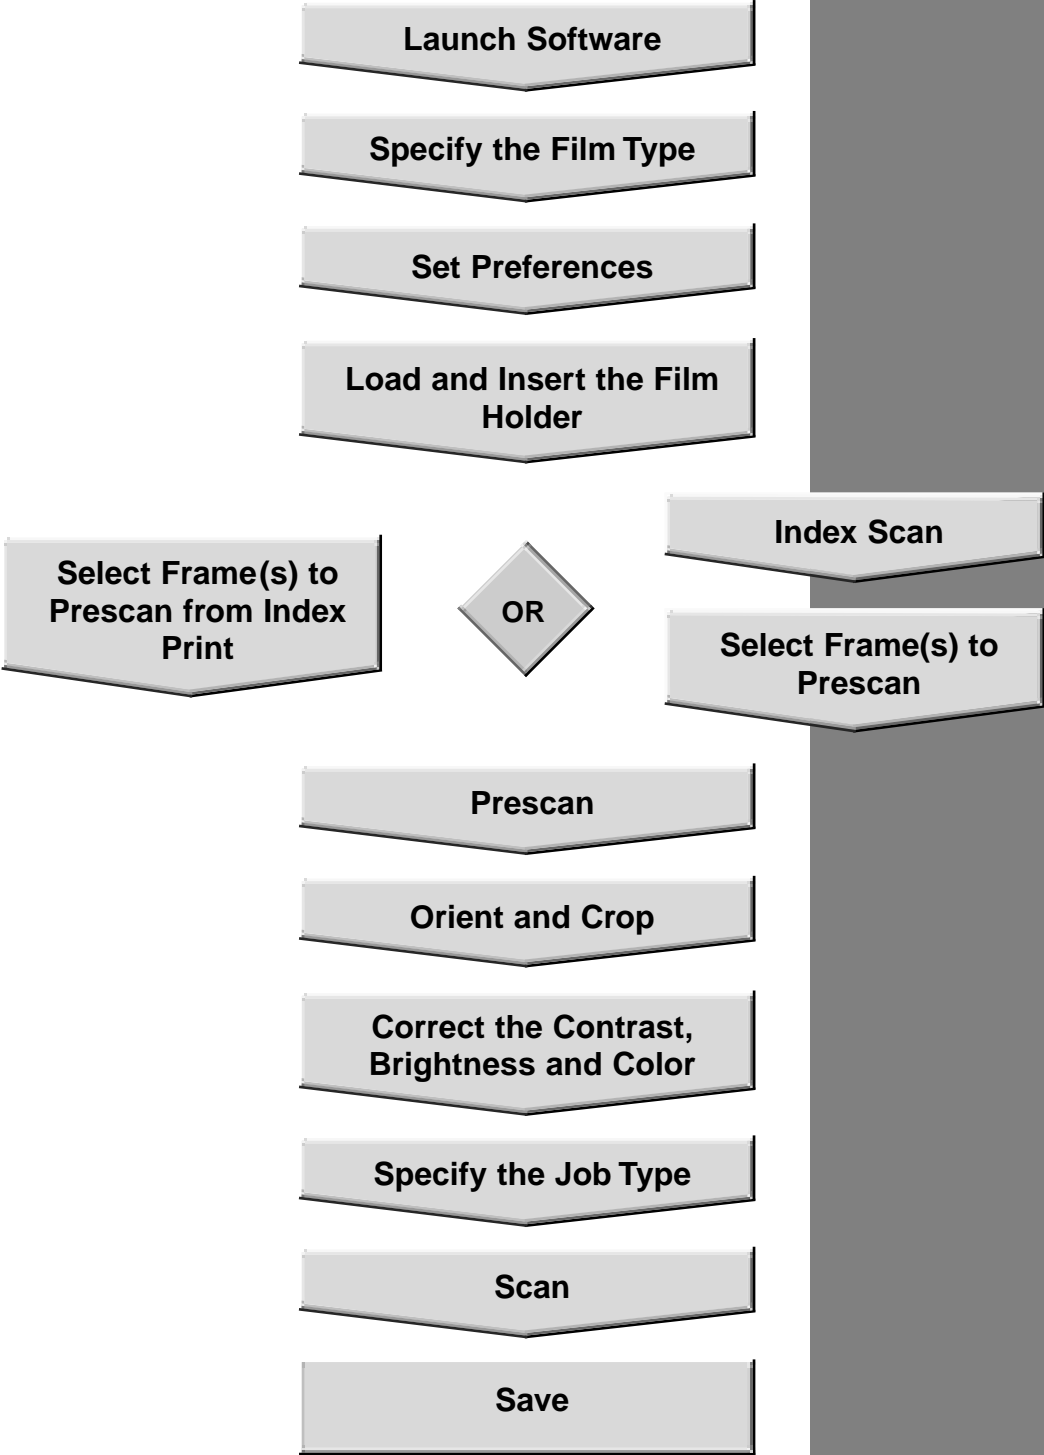 Launch Software
Specify the Film Type
Set Preferences
Load and Insert the Film
Holder
Select Frame(s) to
Prescan from Index
Print
OR
Index Scan
Select Frame(s) to
Prescan
Prescan
Orient and Crop
Correct the Contrast,
Brightness and Color
Specify the Job Type
Scan
Save